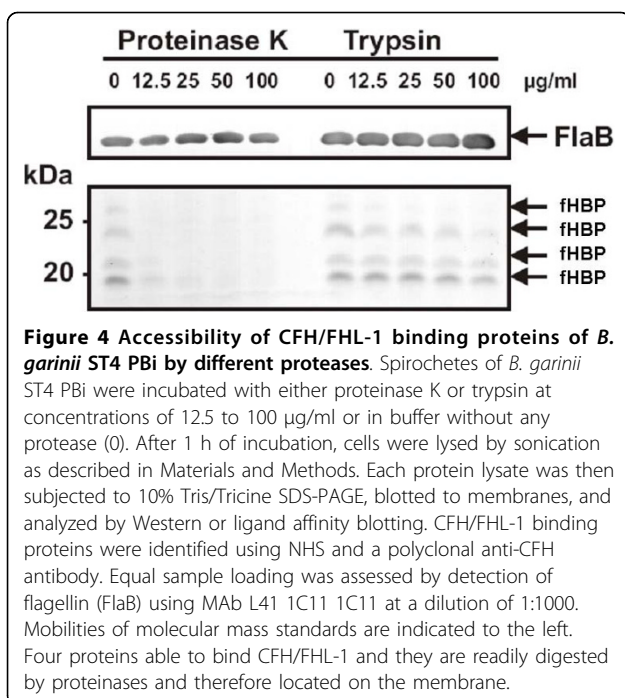 Proteinase K Trypsin
0 12.5 25 50 100 0 12.5 25 50 100 µg/ml
FlaB
kDa
fHBP
25 -
fHBP
fHBP
20 -
fHBP
Figure 4 Accessibility of CFH/FHL-1 binding proteins of B.
garinii ST4 PBi by different proteases. Spirochetes of B. garinii
ST4 PBi were incubated with either proteinase K or trypsin at
concentrations of 12.5 to 100 µg/ml or in buffer without any
protease (0). After 1 h of incubation, cells were lysed by sonication
as described in Materials and Methods. Each protein lysate was then
subjected to 10% Tris/Tricine SDS-PAGE, blotted to membranes, and
analyzed by Western or ligand affinity blotting. CFH/FHL-1 binding
proteins were identified using NHS and a polyclonal anti-CFH
antibody. Equal sample loading was assessed by detection of
flagellin (FlaB) using MAb L41 1C11 1C11 at a dilution of 1:1000.
Mobilities of molecular mass standards are indicated to the left.
Four proteins able to bind CFH/FHL-1 and they are readily digested
by proteinases and therefore located on the membrane.